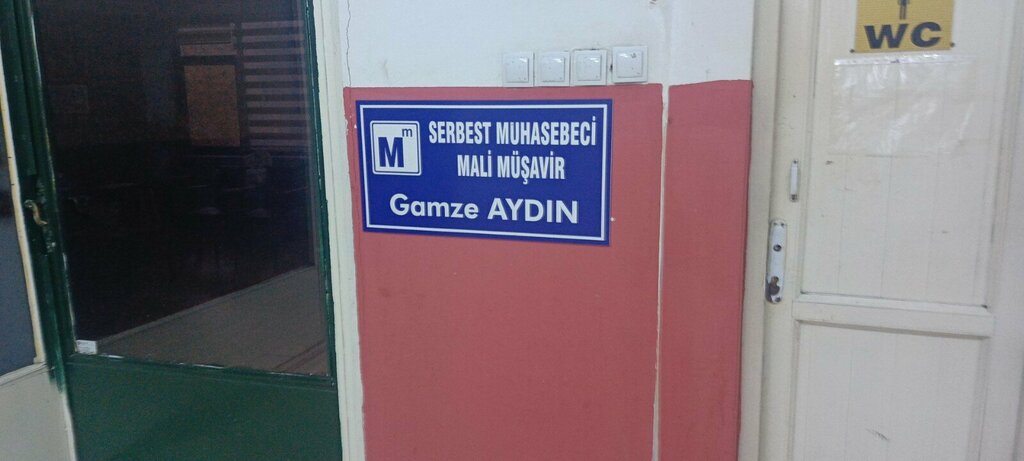 WC
Mm
SERBEST MUHASEBECİ
MALİ MÜŞAVİR
Gamze AYDIN